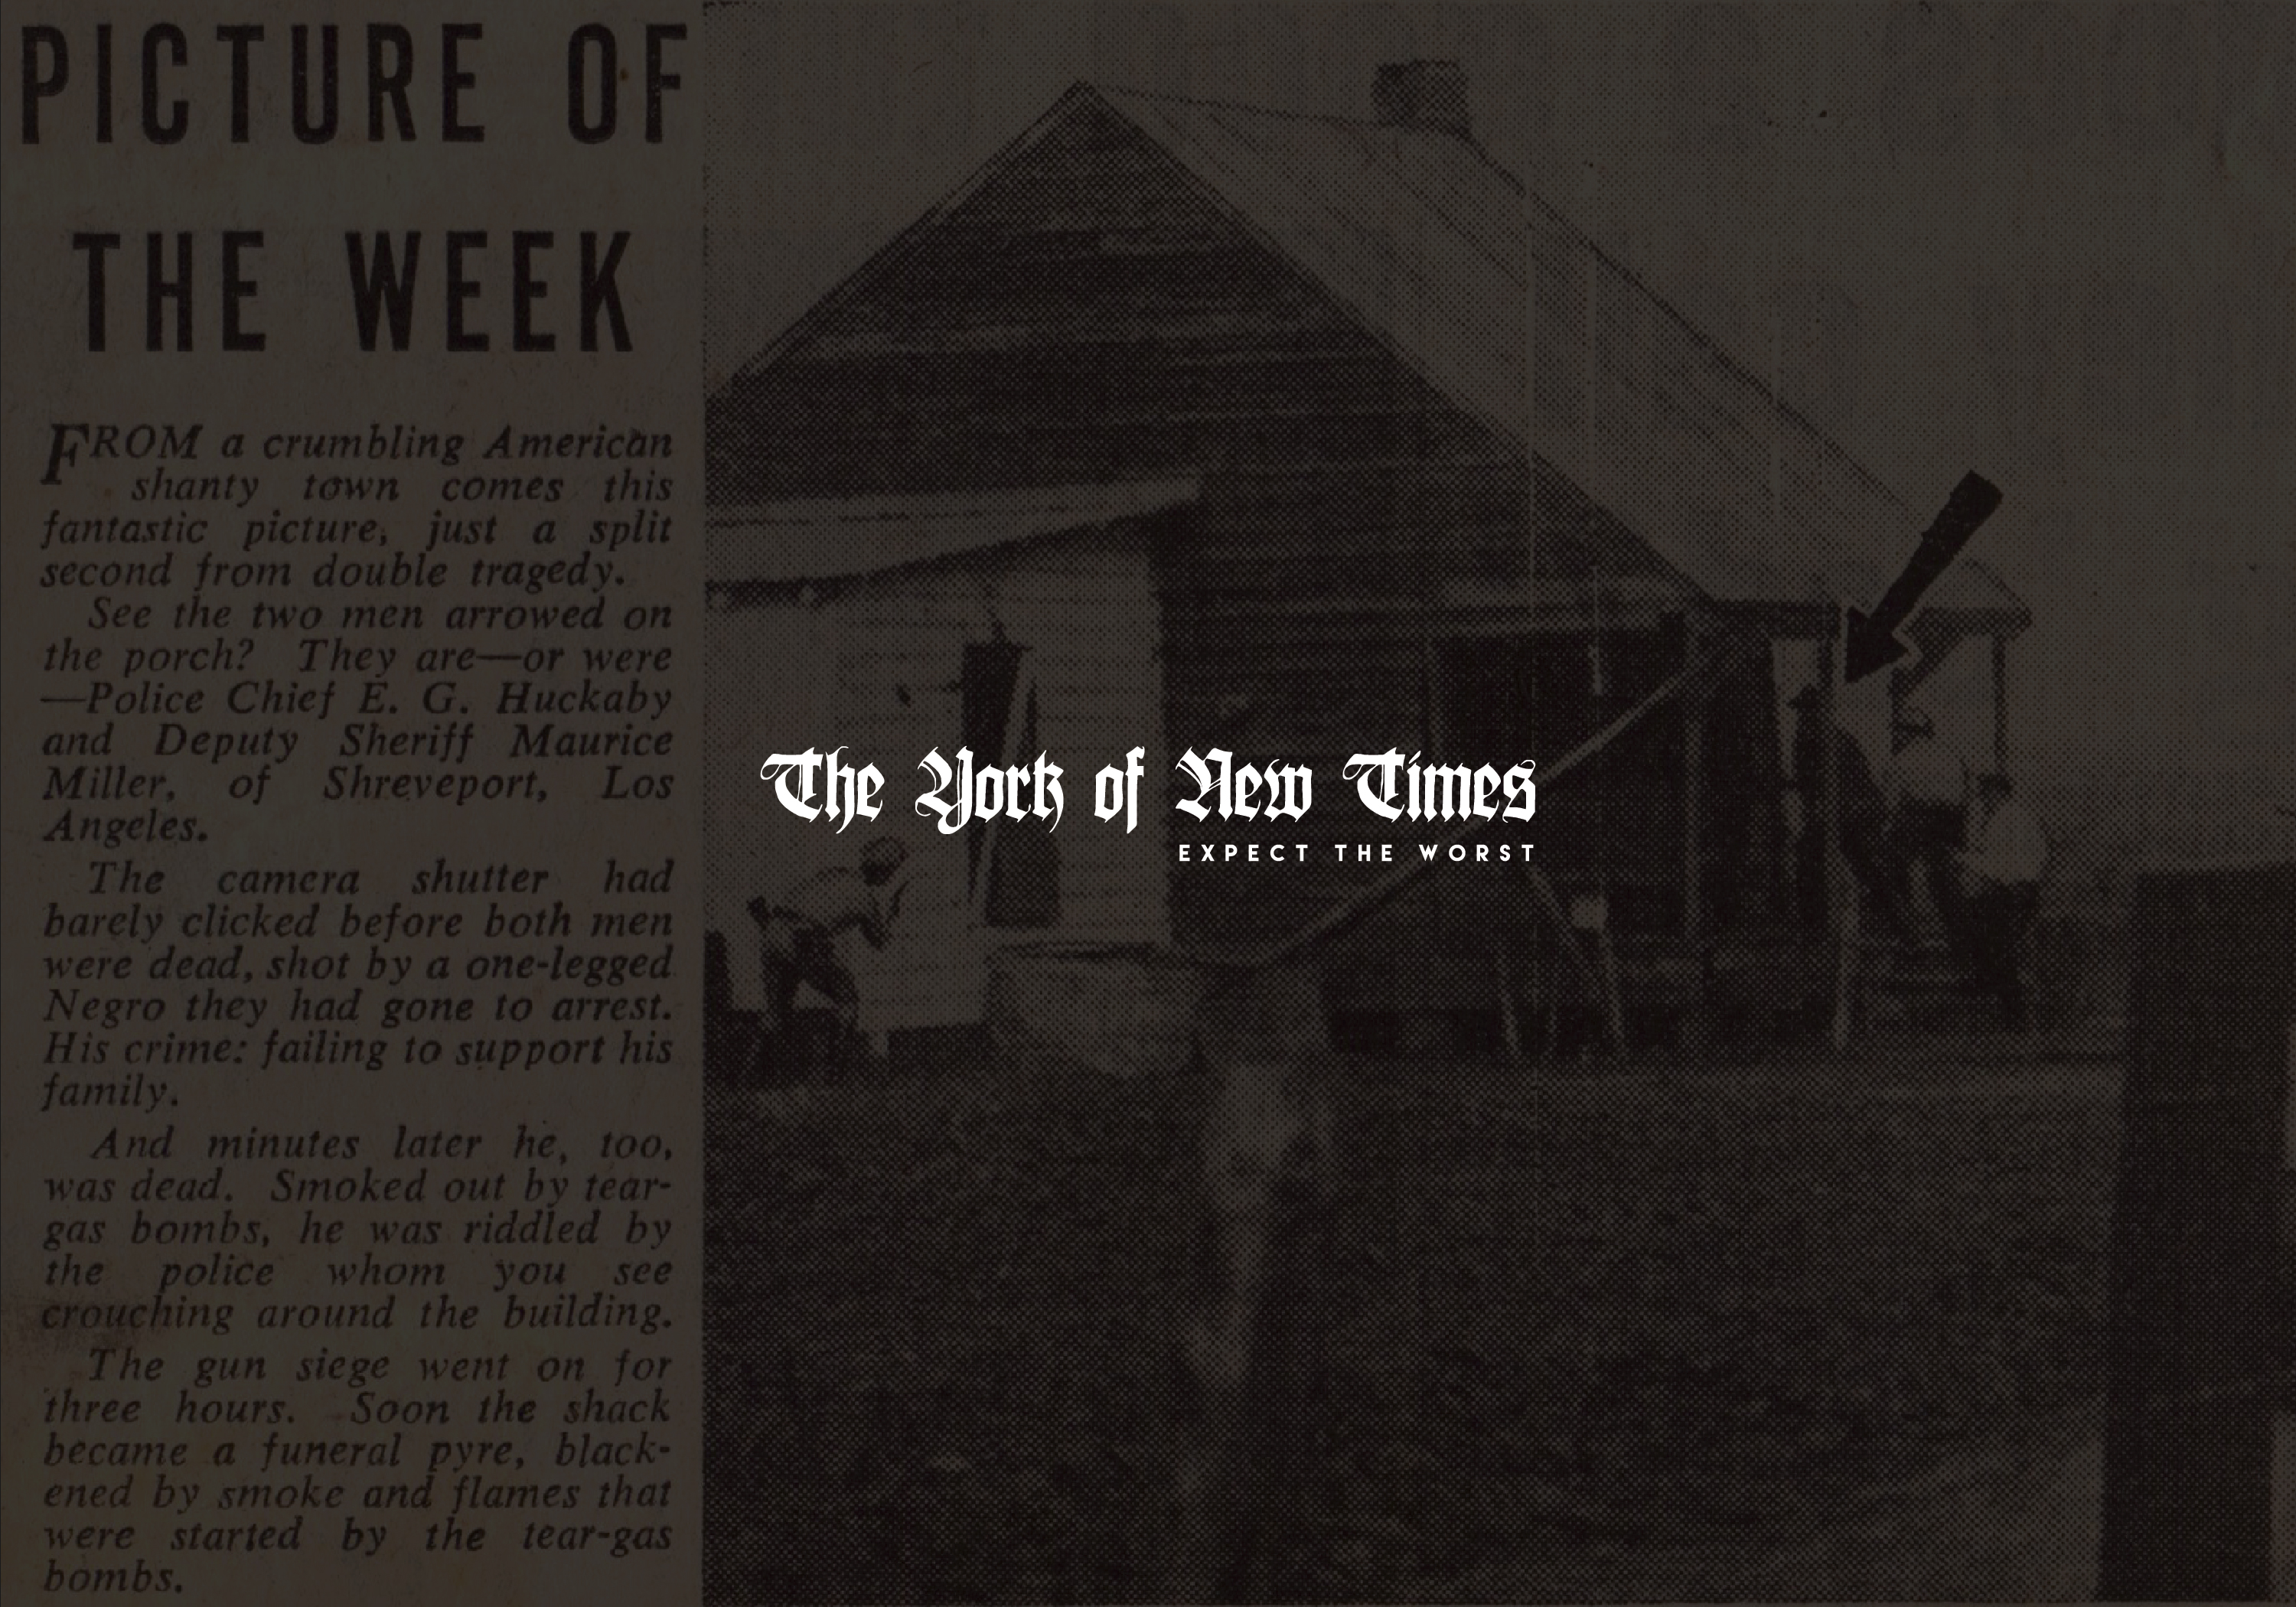 PICTURE OF
THE WEEK
FROM a crumbling American
shanty town comes this
fantastic picture, just a split
second from double tragedy.
See the two men arrowed on
the porch? They are—or were
—Police Chief E. G. Huckaby
and Deputy Sheriff Maurice
Miller, of Shreveport, Los
Angeles.
The camera shutter had
barely clicked before both men
were dead, shot by a one-legged
Negro they had gone to arrest.
His crime: failing to support his
family.
And minutes later he, too,
was dead. Smoked out by tear-
gas bombs, he was riddled by
the police whom you see
crouching around the building.
The gun siege went on for
three hours. Soon the shack
became a funeral pyre, black-
ened by smoke and flames that
were started by the tear-gas
bombs.
The York of New Times
EXPECT THE WORST